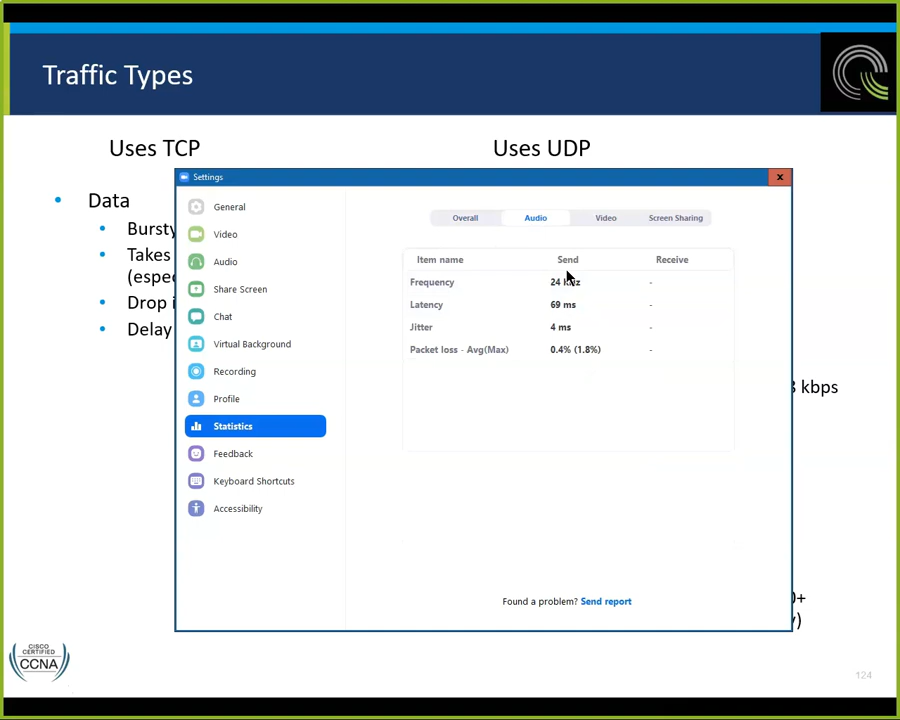 Traffic Types
Uses TCP
Uses UDP
Data
Bursty
Takes
(espe
Drop i
Delay
kbps
0+
)
Settings
General
Video
Audio
Share Screen
Chat
Virtual Background
Recording
Profile
Statistics
Feedback
Keyboard Shortcuts
Accessibility
Overall Audio Video Screen Sharing
Item name Send Receive
Frequency 24 kHz -
Latency 69 ms -
Jitter 4 ms -
Packet loss - Avg(Max) 0.4% (1.8%) -
Found a problem? Send report
CISCO
CERTIFIED
CCNA
124